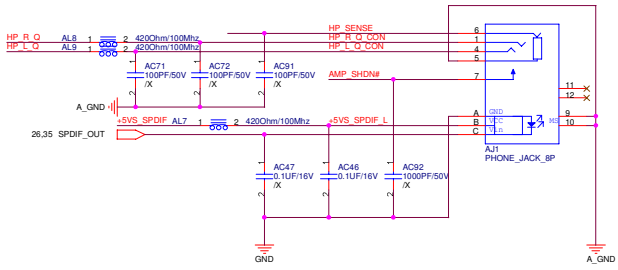 HP_SENSE 6
HP_R_Q AL8 1 2 420Ohm/100Mhz HP_R_Q_CON 1
HP_L_Q AL9 1 2 420Ohm/100Mhz HP_L_Q_CON 4
5
AC71 AC72 AC91 AMP_SHDN# 7
100PF/50V 100PF/50V 100PF/50V
/X /X /X
11
12
A_GND
+5VS_SPDIF AL7 1 2 420Ohm/100Mhz +5VS_SPDIF_L
A GND 9
B VCC MS 10
C Vin
26,35 SPDIF_OUT
AJ1
PHONE_JACK_8P
AC47 AC46 AC92
0.1UF/16V 0.1UF/16V 1000PF/50V
/X /X /X
GND A_GND